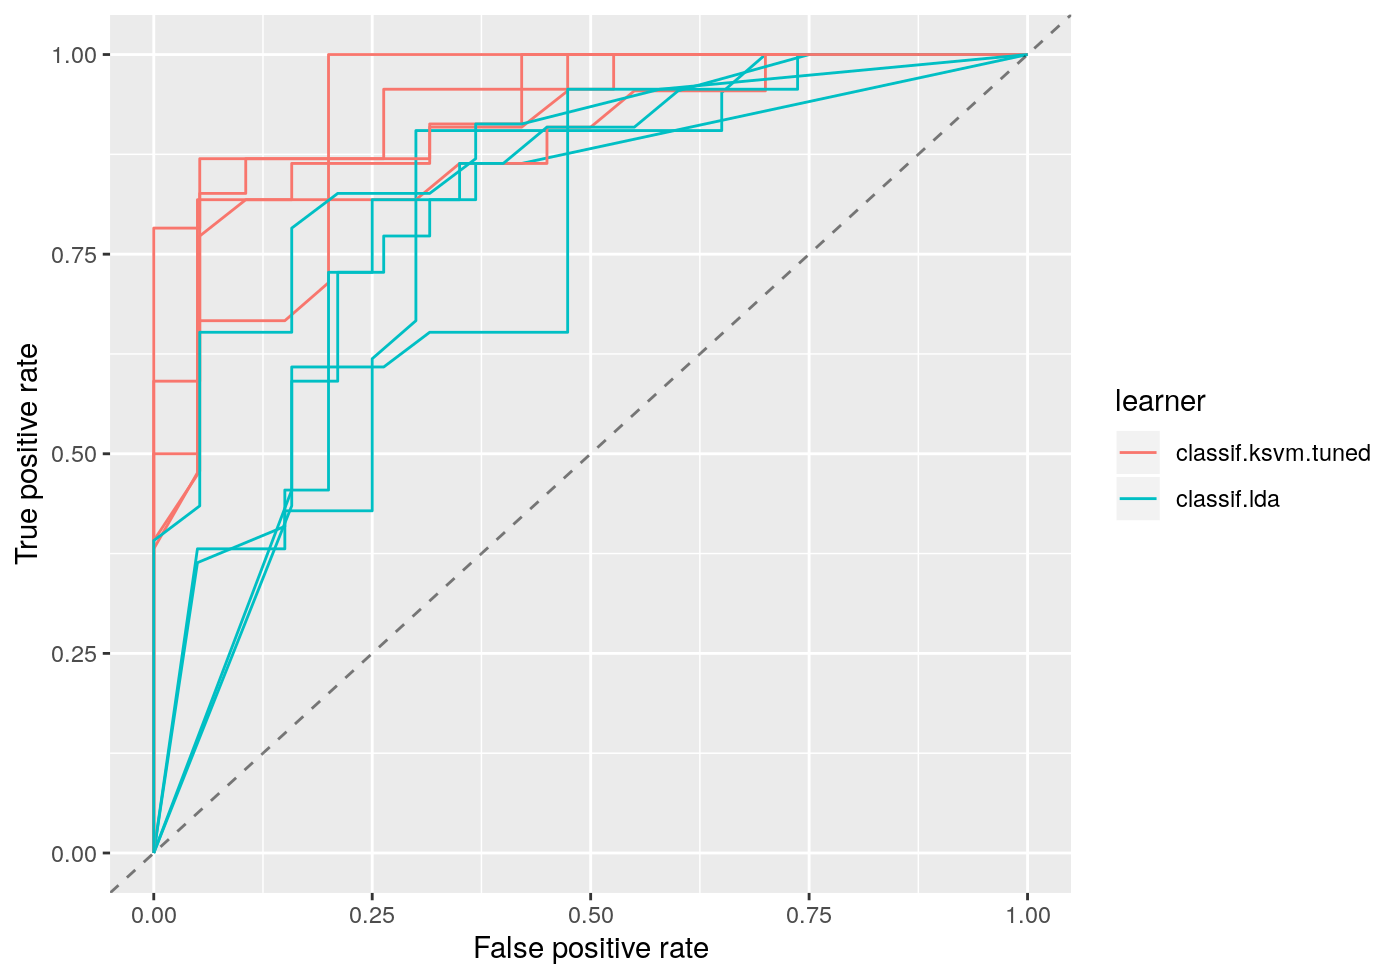 1.00
0.75
0.50
0.25
0.00
True positive rate
0.00 0.25 0.50 0.75 1.00
False positive rate
learner
classif.ksvm.tuned
classif.lda